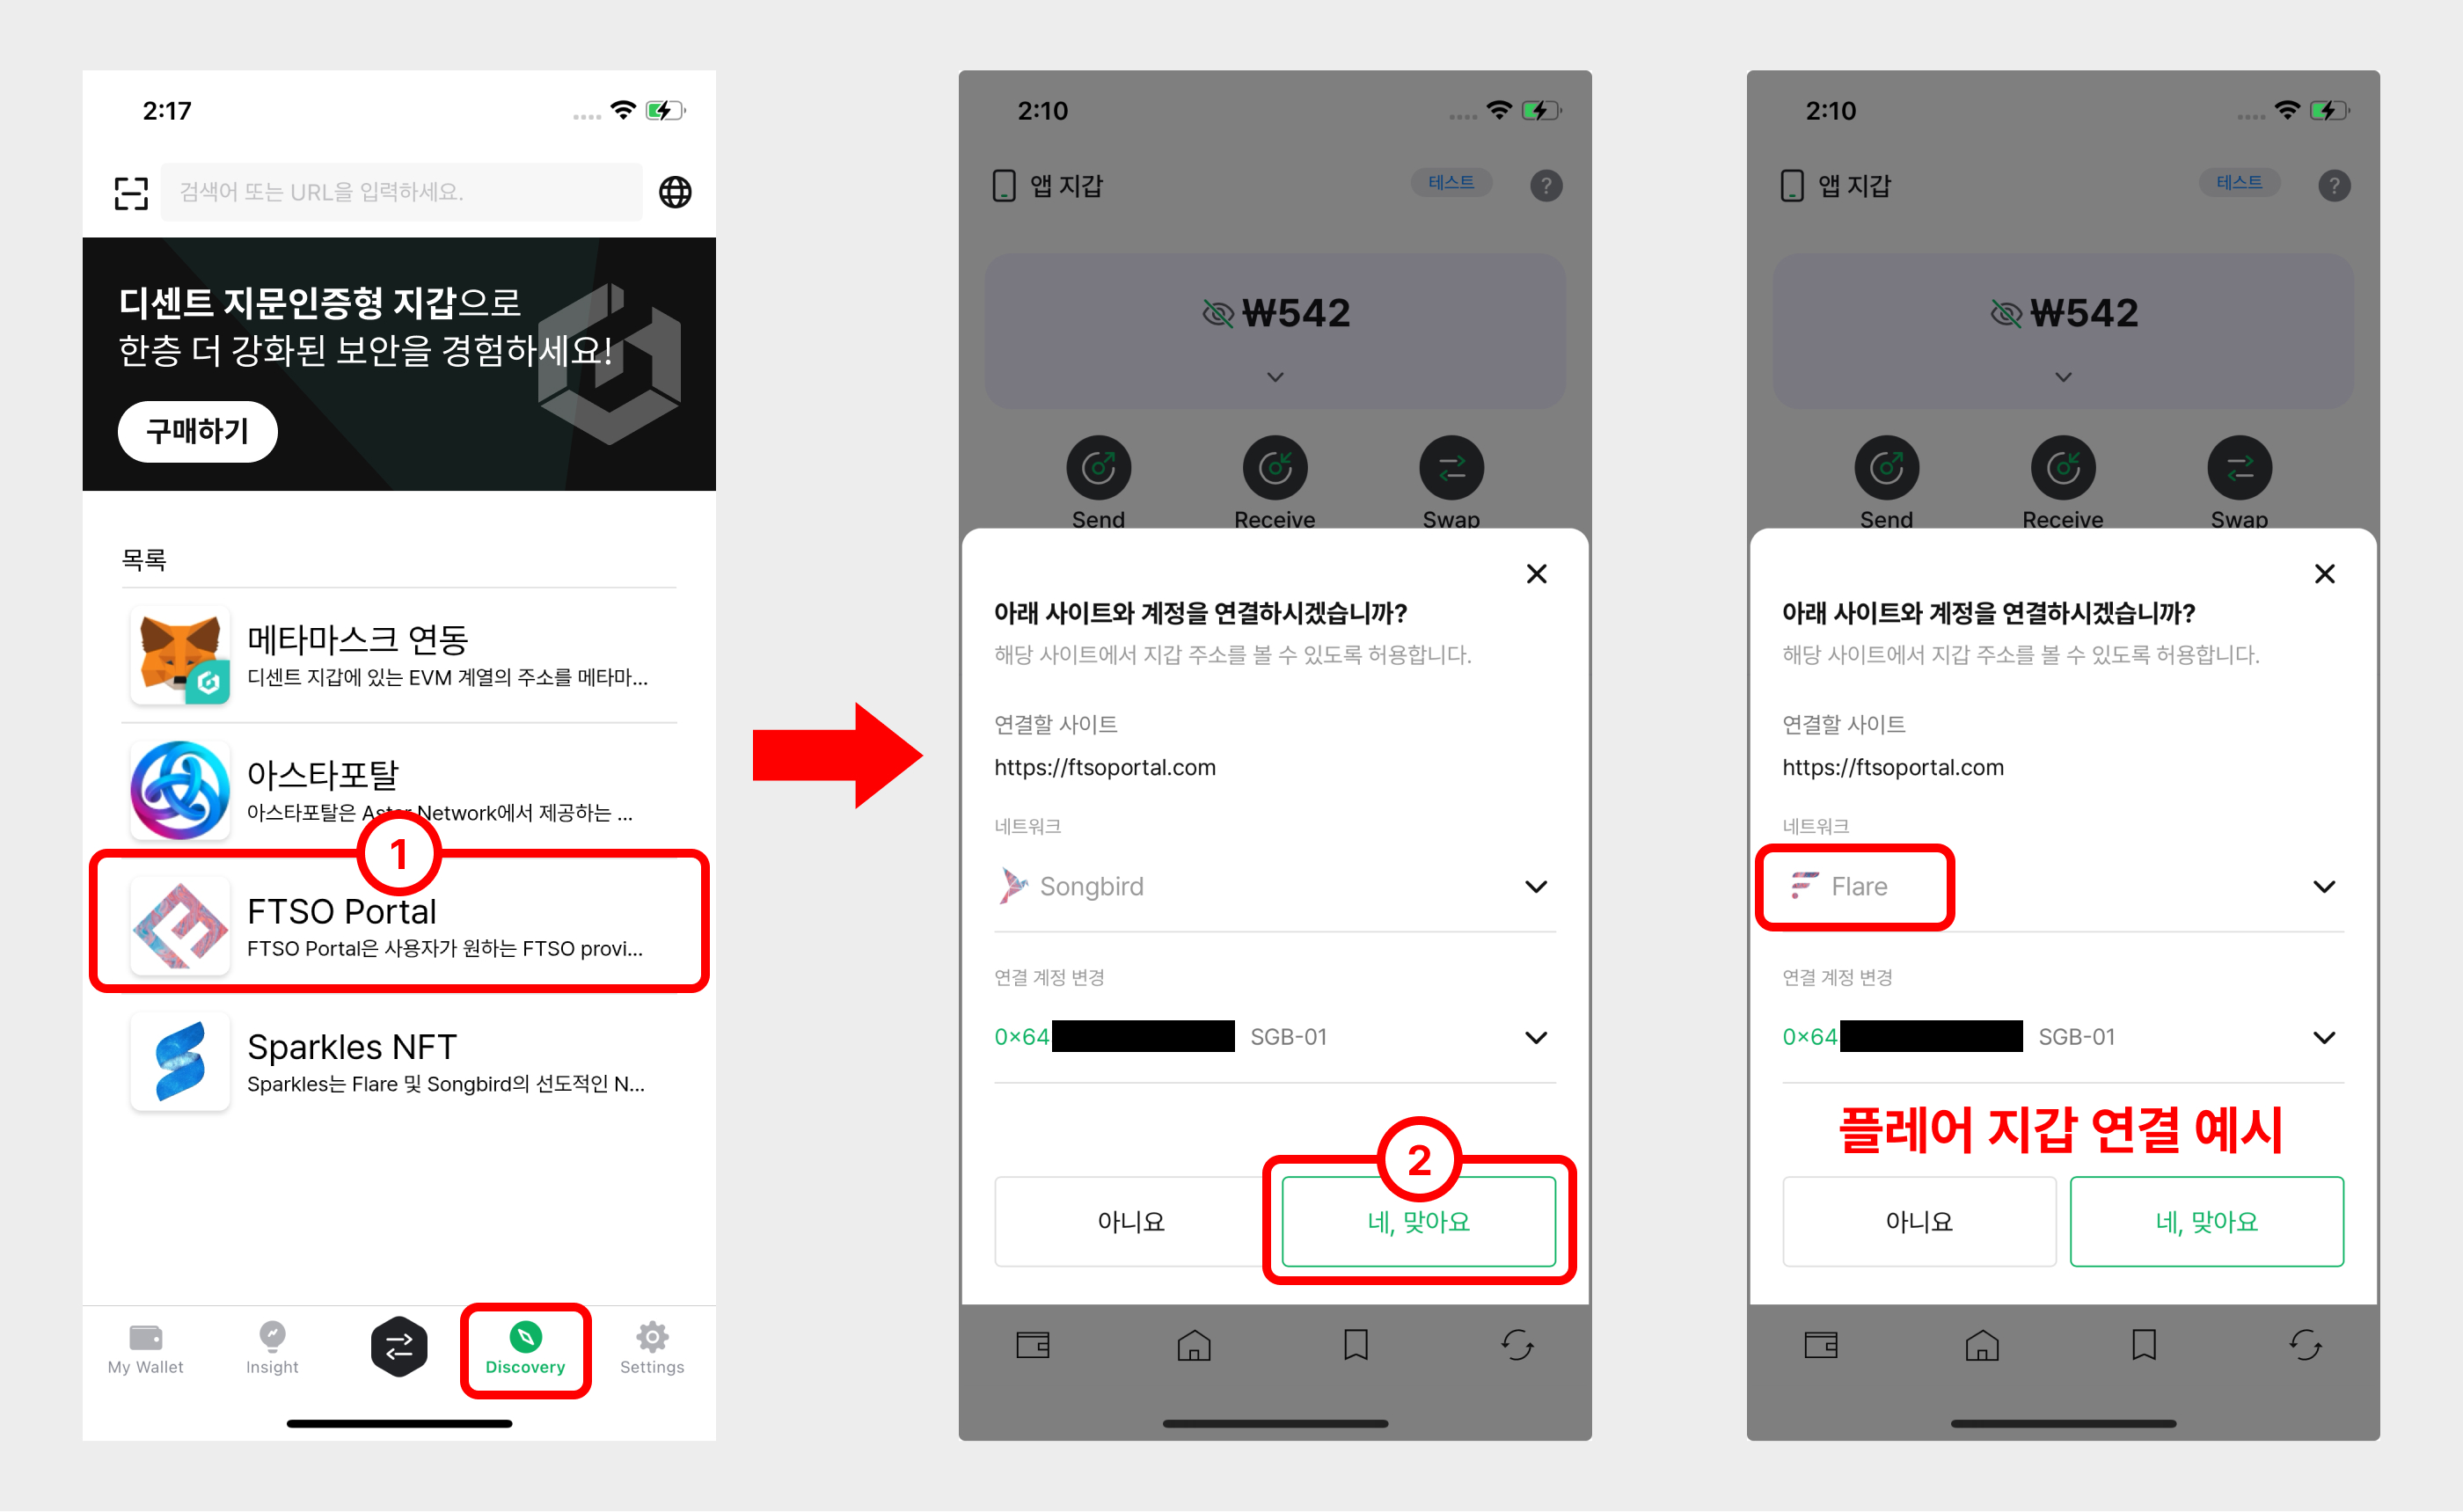 2:17
검색어 또는 URL을 입력하세요.
디센트 지문인증형 지갑으로
한층 더 강화된 보안을 경험하세요!
구매하기
목록
메타마스크 연동
디센트 지갑에 있는 EVM 계열의 주소를 메타마...
아스타포탈
아스타포탈은 Astar Network에서 제공하는 ...
1
FTSO Portal
FTSO Portal은 사용자가 원하는 FTSO provi...
Sparkles NFT
Sparkles는 Flare 및 Songbird의 선도적인 N...
My Wallet
Insight
Discovery
Settings
2:10
앱 지갑
테스트
?
₩542
Send
Receive
Swap
아래 사이트와 계정을 연결하시겠습니까?
해당 사이트에서 지갑 주소를 볼 수 있도록 허용합니다.
연결할 사이트
https://ftsoportal.com
네트워크
Songbird
연결 계정 변경
0x64
SGB-01
2
아니요
네, 맞아요
2:10
앱 지갑
테스트
?
₩542
Send
Receive
Swap
아래 사이트와 계정을 연결하시겠습니까?
해당 사이트에서 지갑 주소를 볼 수 있도록 허용합니다.
연결할 사이트
https://ftsoportal.com
네트워크
Flare
연결 계정 변경
0x64
SGB-01
플레어 지갑 연결 예시
아니요
네, 맞아요